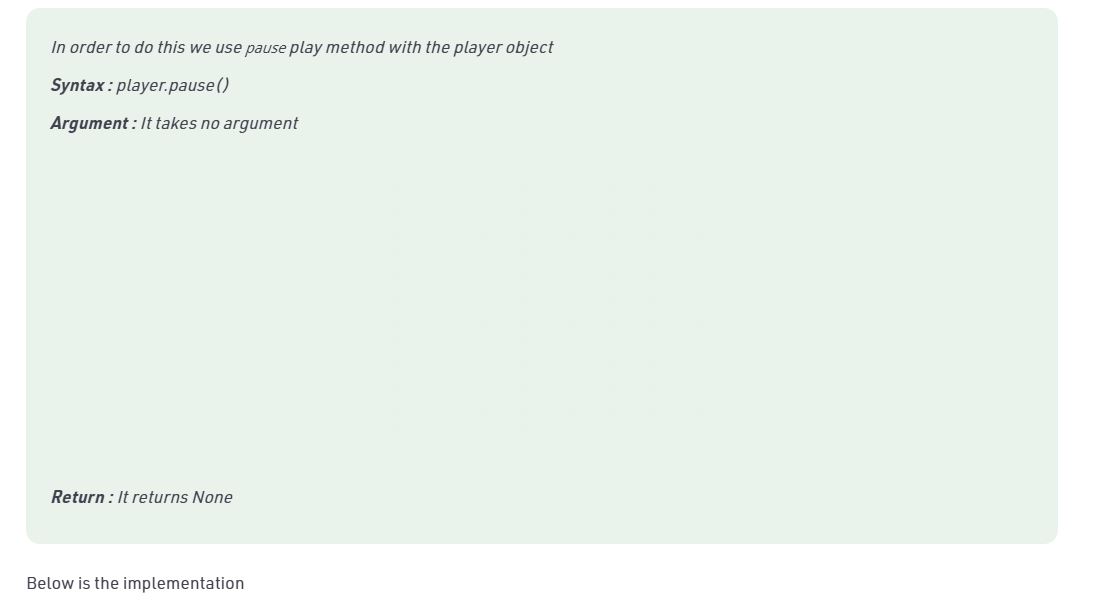 In order to do this we use pause play method with the player object
Syntax : player.pause()
Argument : It takes no argument
Return : It returns None
Below is the implementation